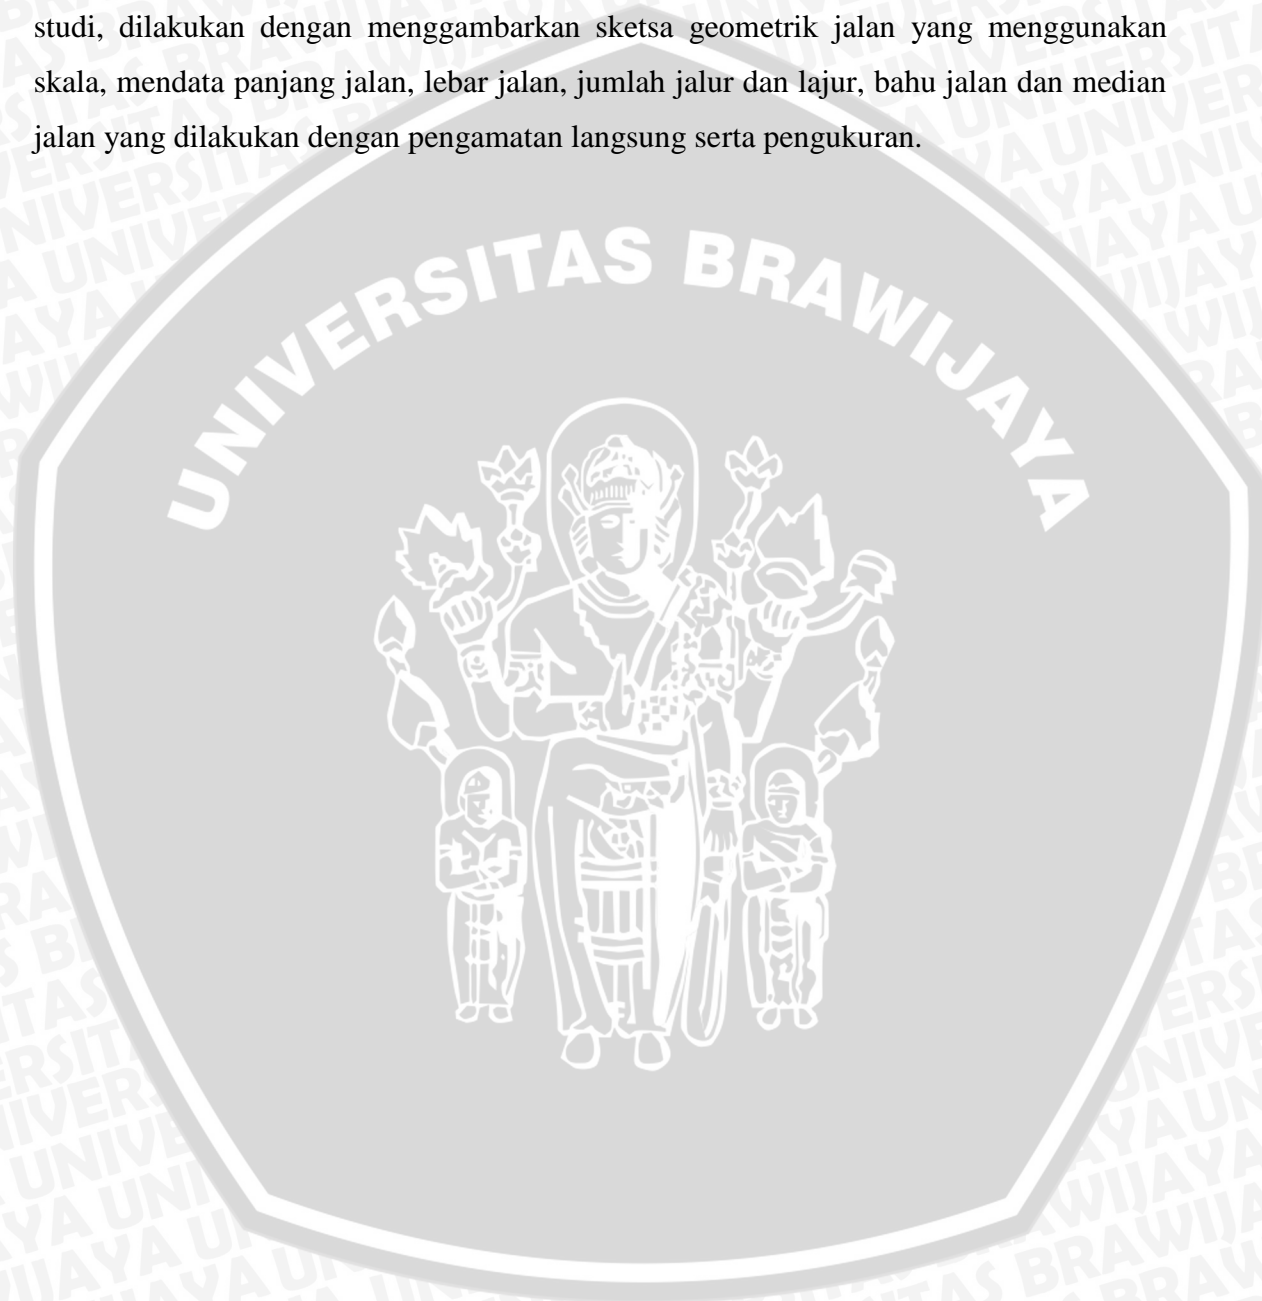 studi, dilakukan dengan menggambarkan sketsa geometrik jalan yang menggunakan
skala, mendata panjang jalan, lebar jalan, jumlah jalur dan lajur, bahu jalan dan median
jalan yang dilakukan dengan pengamatan langsung serta pengukuran.
UNIVERSITAS BRAWIJAYA